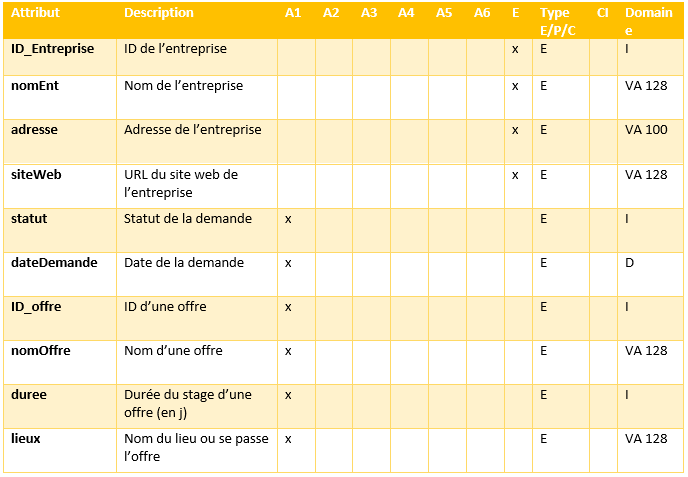 Attribut Description A1 A2 A3 A4 A5 A6 E Type CI Domain
E/P/C e
ID_Entreprise ID de l’entreprise x E I
nomEnt Nom de l’entreprise x E VA 128
adresse Adresse de l’entreprise x E VA 100
siteWeb URL du site web de x E VA 128
l’entreprise
statut Statut de la demande x E I
dateDemande Date de la demande x E D
ID_offre ID d’une offre x E I
nomOffre Nom d’une offre x E VA 128
duree Durée du stage d’une x E I
offre (en j)
lieux Nom du lieu ou se passe x E VA 128
l’offre